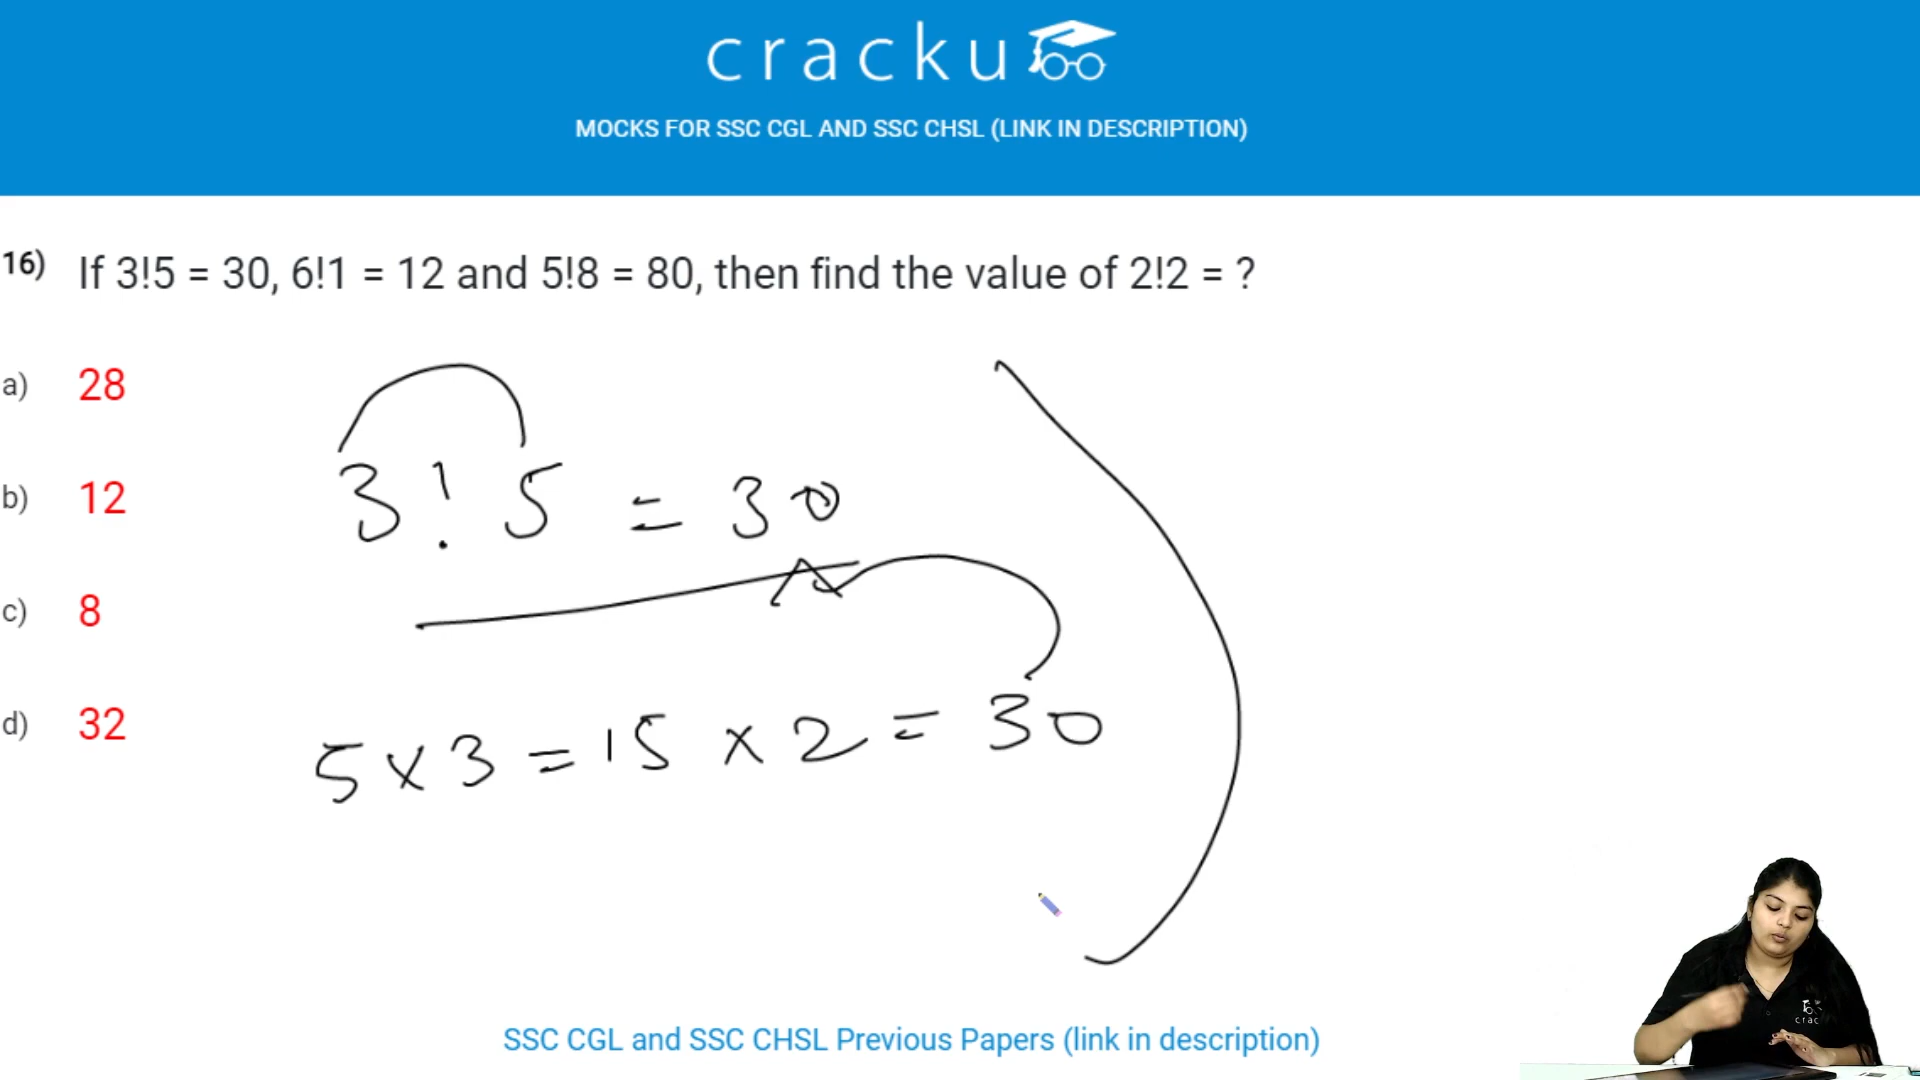 cracku
MOCKS FOR SSC CGL AND SSC CHSL (LINK IN DESCRIPTION)
16) If 3!5 = 30, 6!1 = 12 and 5!8 = 80, then find the value of 2!2 = ?
a) 28
b) 12
c) 8
d) 32
3! 5 = 30
5 x 3 = 15 x 2 = 30
crac
SSC CGL and SSC CHSL Previous Papers (link in description)